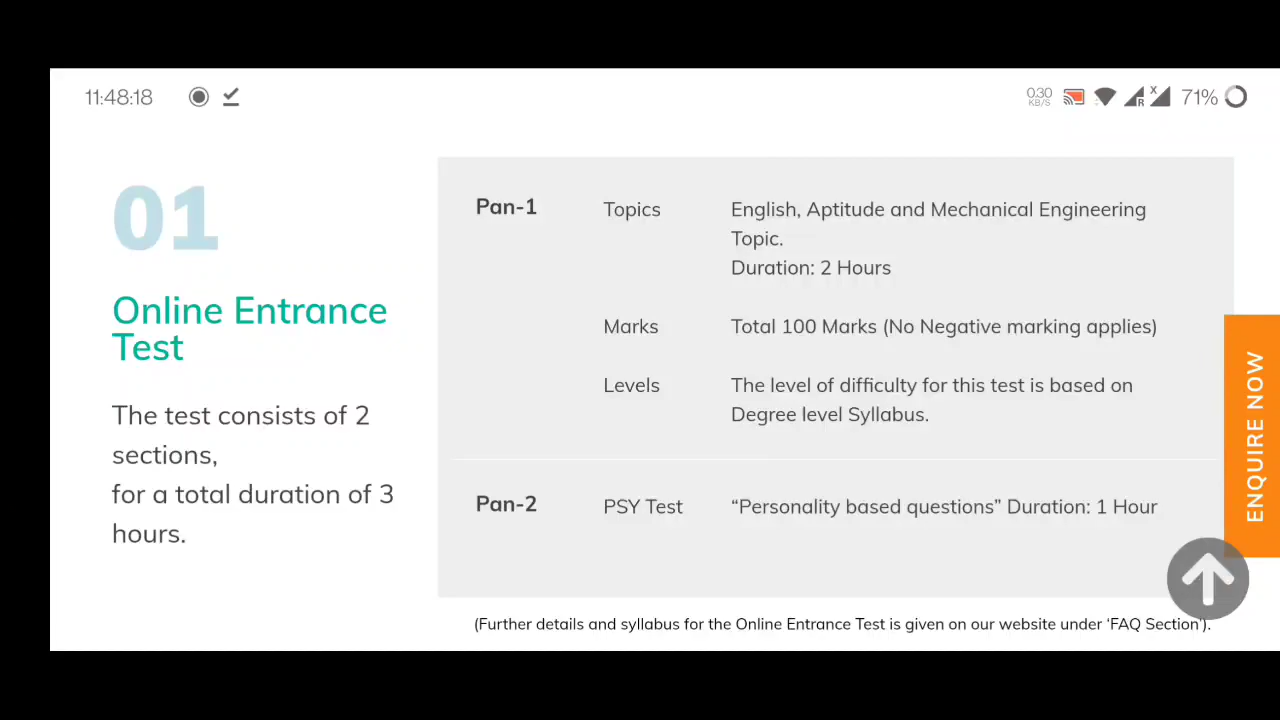 11:48:18
0.30
KB/S
R
X
71%
01
Online Entrance
Test
The test consists of 2
sections,
for a total duration of 3
hours.
Pan-1
Topics
English, Aptitude and Mechanical Engineering
Topic.
Duration: 2 Hours
Marks
Total 100 Marks (No Negative marking applies)
Levels
The level of difficulty for this test is based on
Degree level Syllabus.
Pan-2
PSY Test
“Personality based questions” Duration: 1 Hour
(Further details and syllabus for the Online Entrance Test is given on our website under ‘FAQ Section’).
ENQUIRE NOW